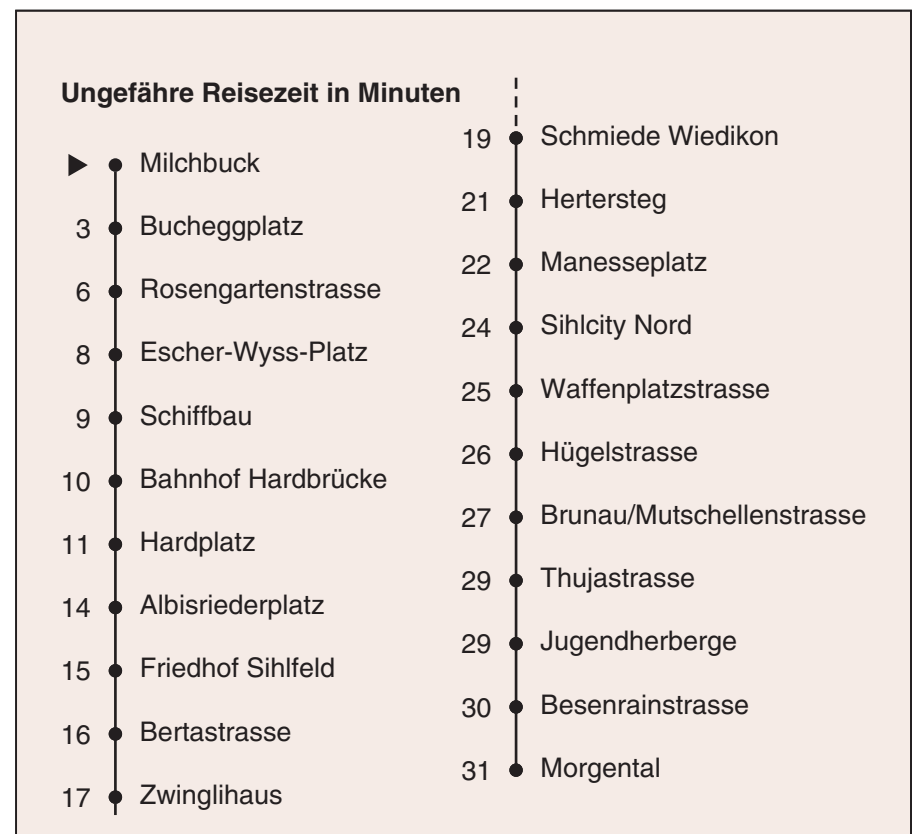 Ungefähre Reisezeit in Minuten
Milchbuck
3 Bucheggplatz
6 Rosengartenstrasse
8 Escher-Wyss-Platz
9 Schiffbau
10 Bahnhof Hardbrücke
11 Hardplatz
14 Albisriederplatz
15 Friedhof Sihlfeld
16 Bertastrasse
17 Zwinglihaus
19 Schmiede Wiedikon
21 Hertersteg
22 Manesseplatz
24 Sihlcity Nord
25 Waffenplatzstrasse
26 Hügelstrasse
27 Brunau/Mutschellenstrasse
29 Thujastrasse
29 Jugendherberge
30 Besenrainstrasse
31 Morgental